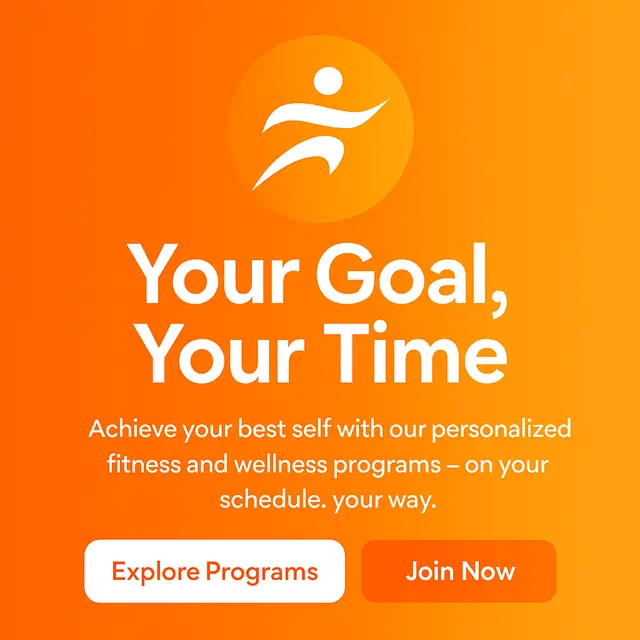 Your Goal,
Your Time
Achieve your best self with our personalized
fitness and wellness programs – on your
schedule. your way.
Explore Programs
Join Now